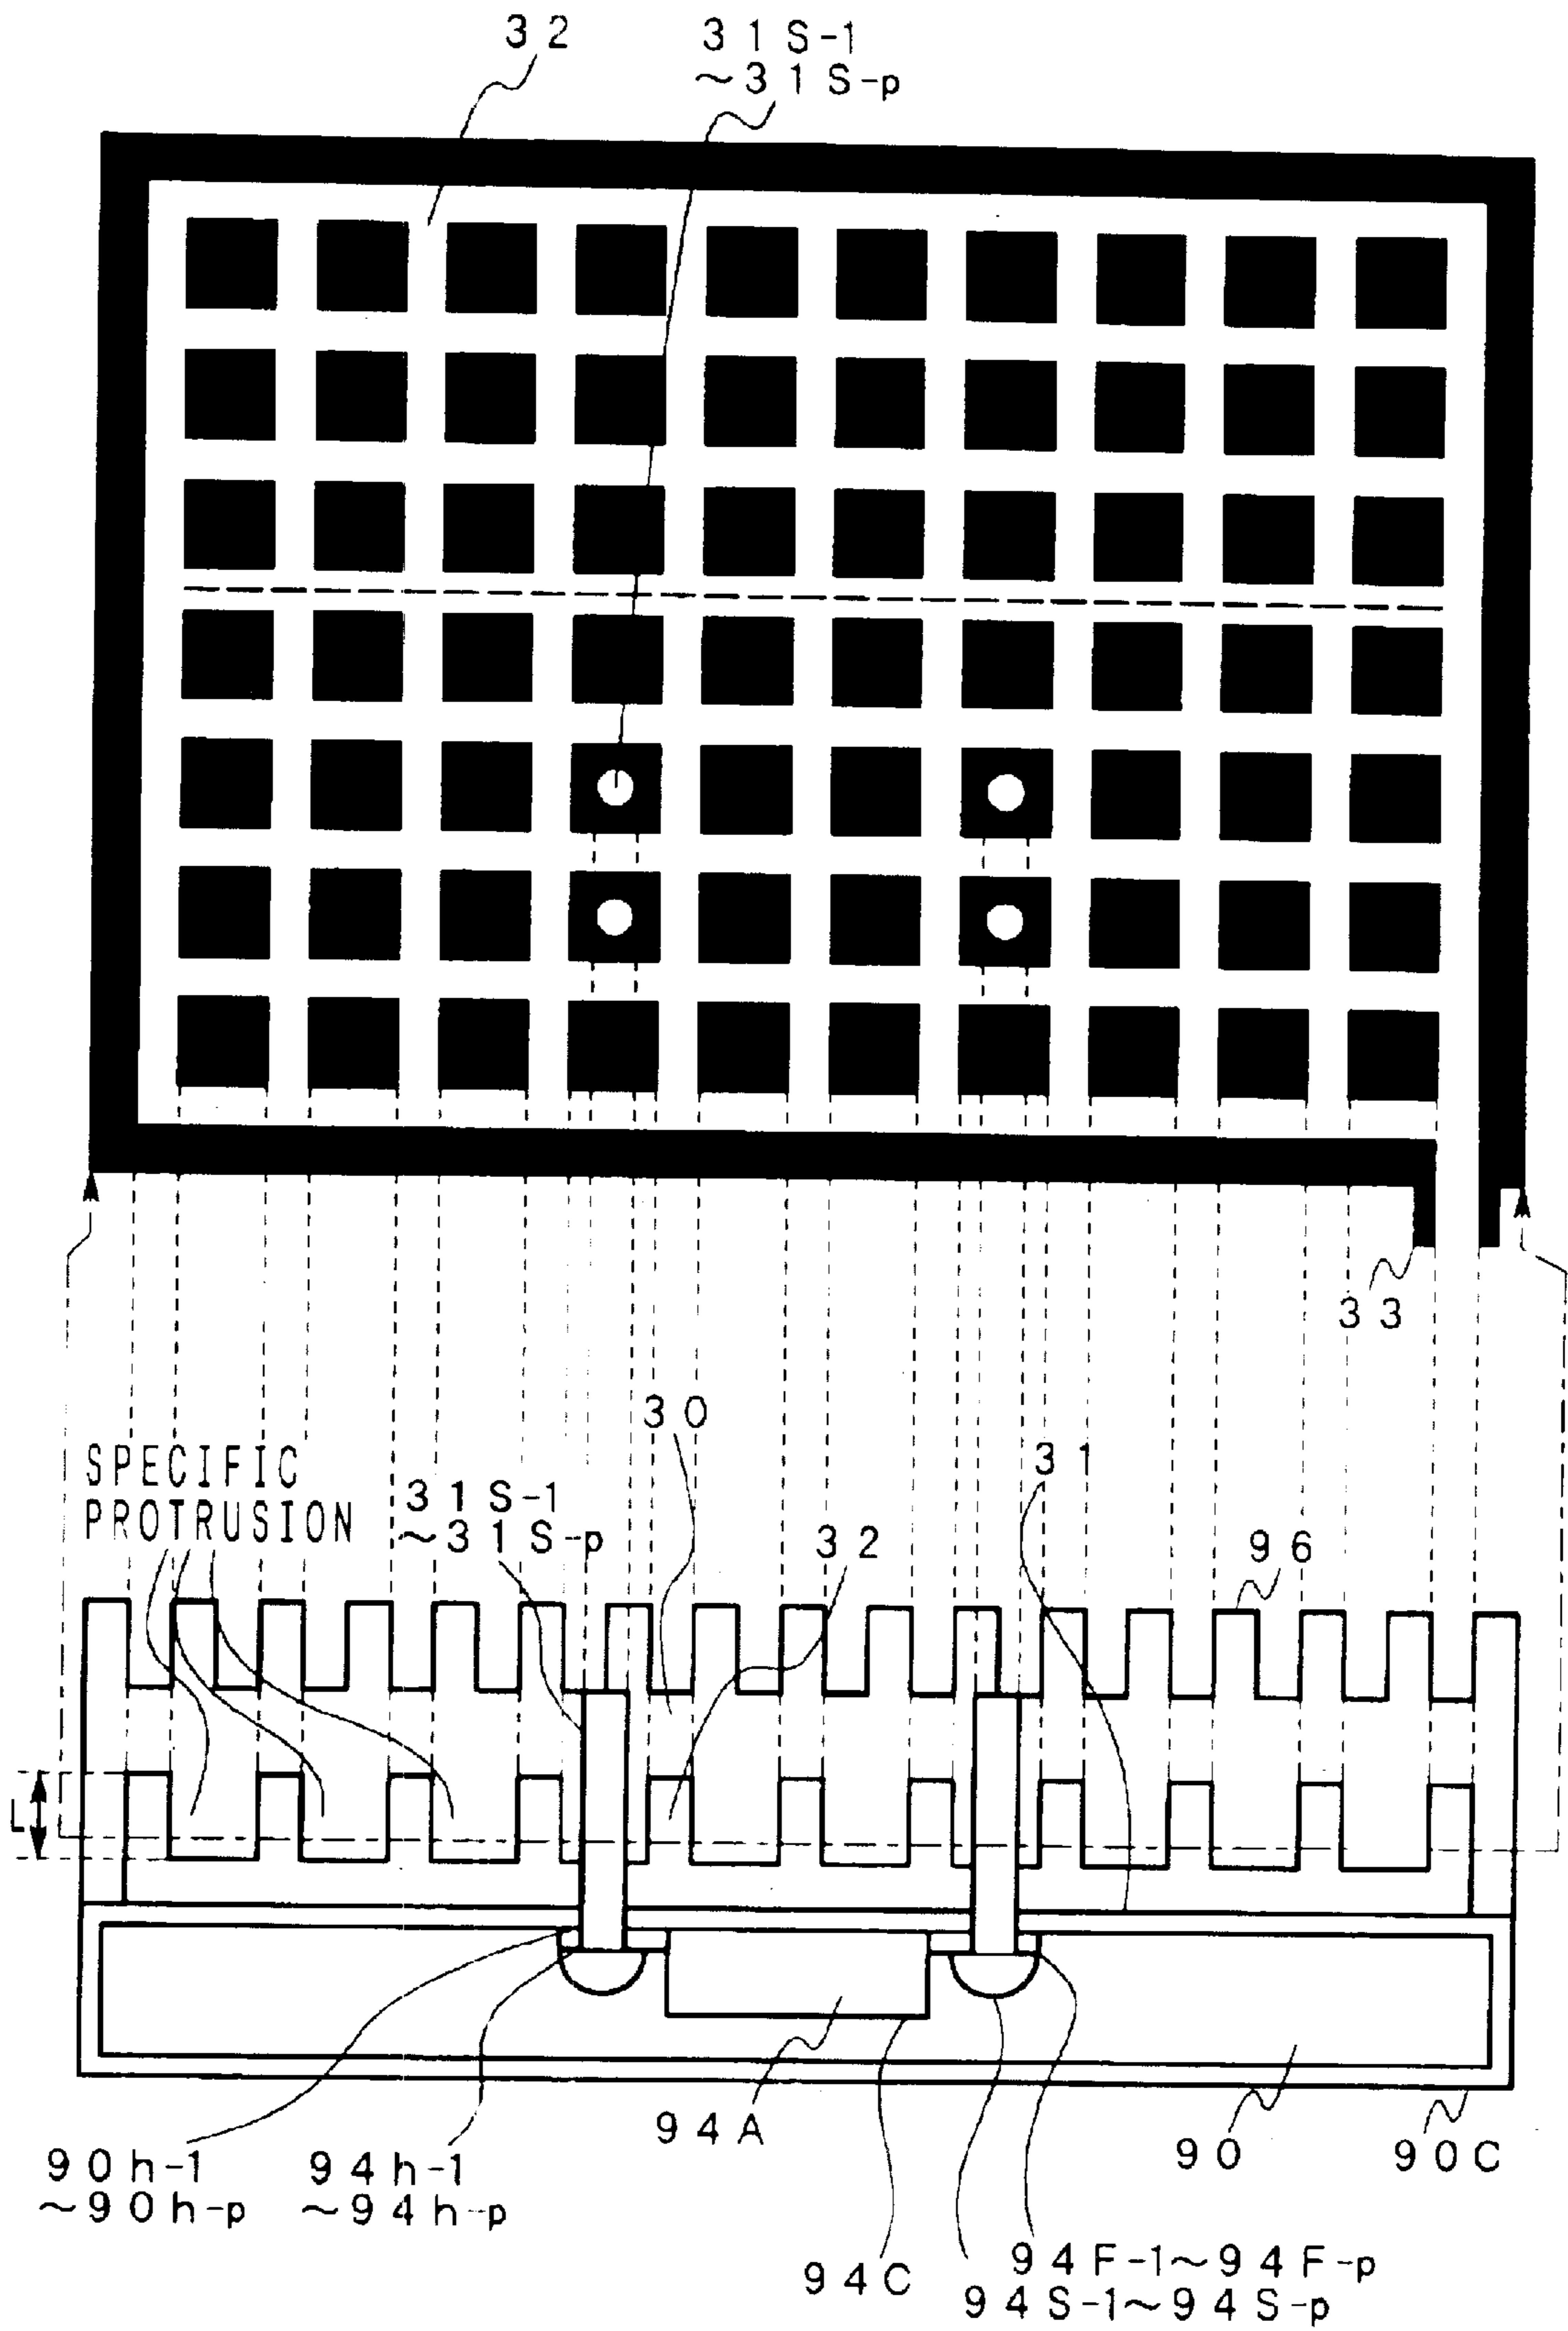 32
31S-1
~31S-p
33
30
SPECIFIC
PROTRUSION
31S-1
~31S-p
32
31
96
L
94A
90
90C
90h-1
~90h-p
94h-1
~94h-p
94C
94F-1~94F-p
94S-1~94S-p